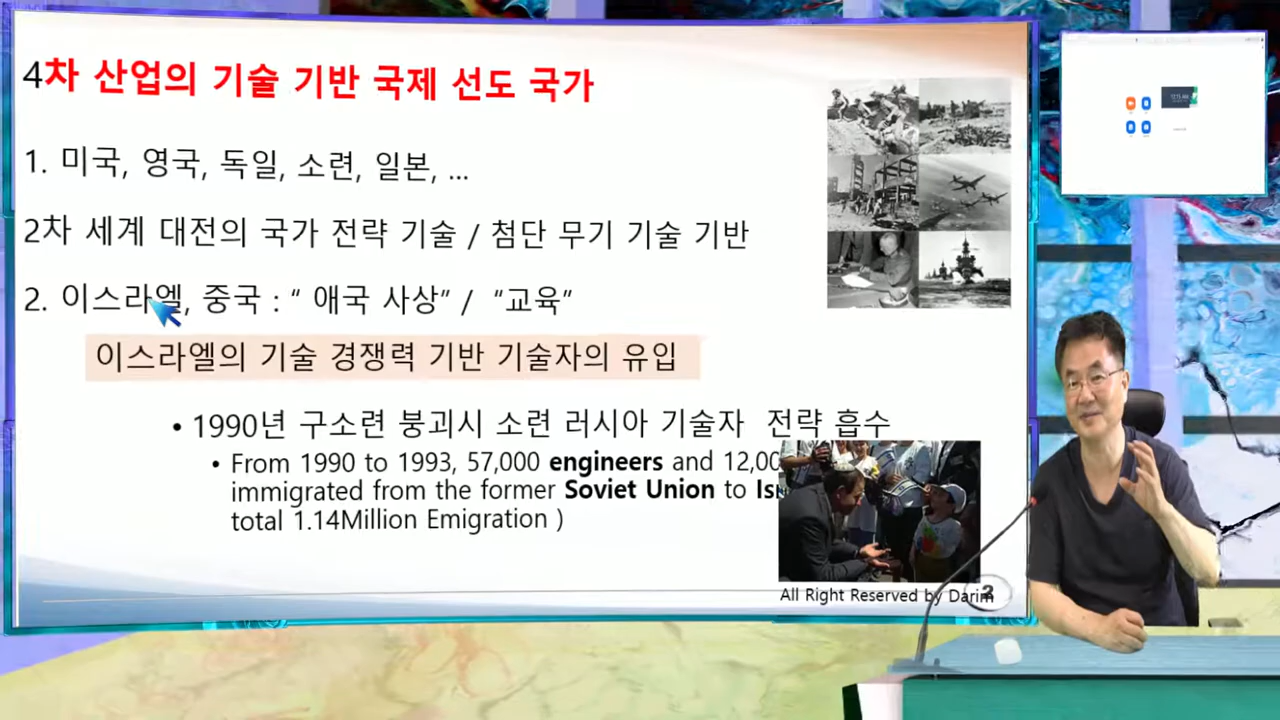 4차 산업의 기술 기반 국제 선도 국가
1. 미국, 영국, 독일, 소련, 일본, ...
2차 세계 대전의 국가 전략 기술 / 첨단 무기 기술 기반
2. 이스라엘, 중국 : “ 애국 사상” / “교육”
이스라엘의 기술 경쟁력 기반 기술자의 유입
• 1990년 구소련 붕괴시 소련 러시아 기술자 전략 흡수
• From 1990 to 1993, 57,000 engineers and
immigrated from the former Soviet Union to
total 1.14Million Emigration )
All Right Reserved by Darim